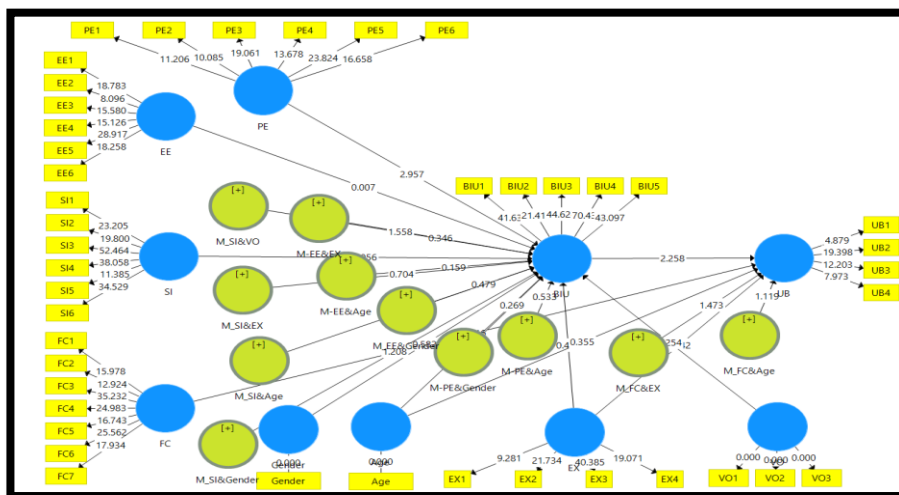 PE1 PE2 PE3 PE4 PE5 PE6
11.206 10.085 19.061 13.678 23.824 16.658
PE
EE1
EE2
EE3
EE4
EE5
EE6
18.783
8.096
15.580
15.126
28.917
18.258
EE
2.957
0.007
SI1
SI2
SI3
SI4
SI5
SI6
23.205
19.800
52.464
38.058
11.385
34.529
SI
[+]
M_SI&VO
[+]
M-EE&EX
1.558
0.346
[+]
M_SI&EX
[+]
M-EE&Age
0.704
0.159
[+]
M_EE&Gender
0.479
[+]
M_SI&Age
[+]
M-PE&Gender
0.269
[+]
M-PE&Age
0.533
BIU1 BIU2 BIU3 BIU4 BIU5
43.097
BIU
2.258
UB1
UB2
UB3
UB4
4.879
19.398
12.203
7.973
UB
1.473
1.119
[+]
M_FC&EX
[+]
M_FC&Age
0.355
FC1
FC2
FC3
FC4
FC5
FC6
FC7
15.978
12.924
35.232
24.983
16.743
25.562
17.934
FC
1.208
[+]
M_SI&Gender
Gender
0.000
Gender
Age
0.000
Age
EX
9.281 21.734 40.385 19.071
EX1 EX2 EX3 EX4
VO
0.000 0.000 0.000
VO1 VO2 VO3